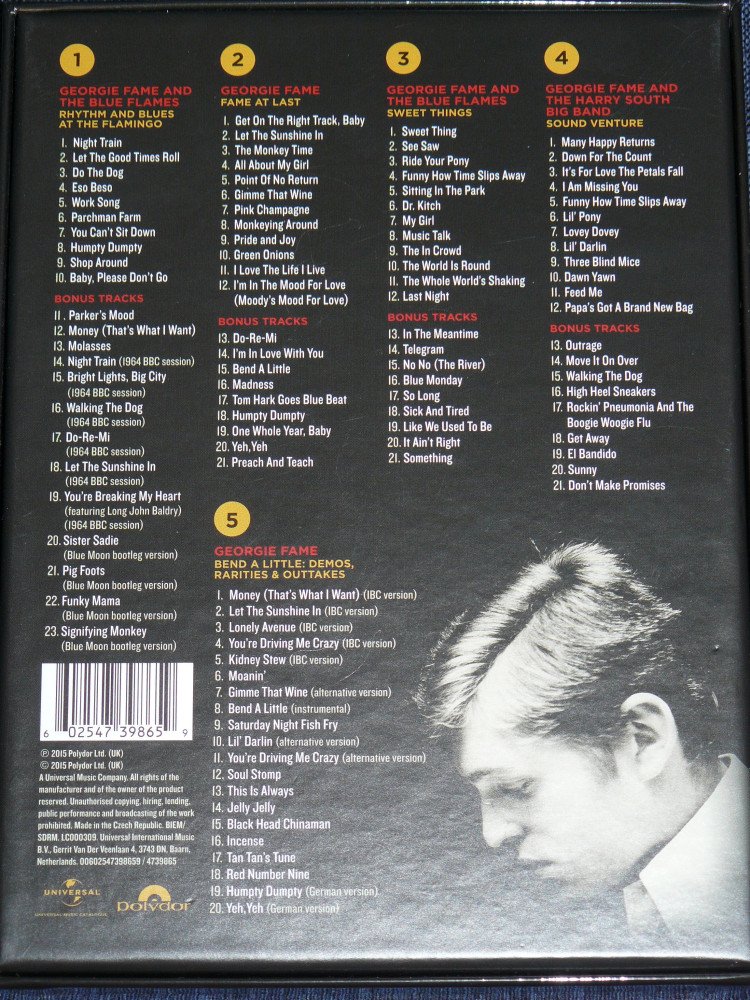 1
GEORGIE FAME AND
THE BLUE FLAMES
RHYTHM AND BLUES
AT THE FLAMINGO
1. Night Train
2. Let The Good Times Roll
3. Do The Dog
4. Eso Beso
5. Work Song
6. Parchman Farm
7. You Can't Sit Down
8. Humpty Dumpty
9. Shop Around
10. Baby, Please Don't Go
BONUS TRACKS
11. Parker's Mood
12. Money (That's What I Want)
13. Molasses
14. Night Train (1964 BBC session)
15. Bright Lights, Big City
(1964 BBC session)
16. Walking The Dog
(1964 BBC session)
17. Do-Re-Mi
(1964 BBC session)
18. Let The Sunshine In
(1964 BBC session)
19. You're Breaking My Heart
(featuring Long John Baldry)
(1964 BBC session)
20. Sister Sadie
(Blue Moon bootleg version)
21. Pig Foots
(Blue Moon bootleg version)
22. Funky Mama
(Blue Moon bootleg version)
23. Signifying Monkey
(Blue Moon bootleg version)
2
GEORGIE FAME
FAME AT LAST
1. Get On The Right Track, Baby
2. Let The Sunshine In
3. The Monkey Time
4. All About My Girl
5. Point Of No Return
6. Gimme That Wine
7. Pink Champagne
8. Monkeying Around
9. Pride and Joy
10. Green Onions
11. I Love The Life I Live
12. I'm In The Mood For Love
(Moody's Mood For Love)
BONUS TRACKS
13. Do-Re-Mi
14. I'm In Love With You
15. Bend A Little
16. Madness
17. Tom Hark Goes Blue Beat
18. Humpty Dumpty
19. One Whole Year, Baby
20. Yeh,Yeh
21. Preach And Teach
3
GEORGIE FAME AND
THE BLUE FLAMES
SWEET THINGS
1. Sweet Thing
2. See Saw
3. Ride Your Pony
4. Funny How Time Slips Away
5. Sitting In The Park
6. Dr. Kitch
7. My Girl
8. Music Talk
9. The In Crowd
10. The World Is Round
11. The Whole World's Shaking
12. Last Night
BONUS TRACKS
13. In The Meantime
14. Telegram
15. No No (The River)
16. Blue Monday
17. So Long
18. Sick And Tired
19. Like We Used To Be
20. It Ain't Right
21. Something
4
GEORGIE FAME AND
THE HARRY SOUTH
BIG BAND
SOUND VENTURE
1. Many Happy Returns
2. Down For The Count
3. It's For Love The Petals Fall
4. I Am Missing You
5. Funny How Time Slips Away
6. Lil' Pony
7. Lovey Dovey
8. Lil' Darlin
9. Three Blind Mice
10. Dawn Yawn
11. Feed Me
12. Papa's Got A Brand New Bag
BONUS TRACKS
13. Outrage
14. Move It On Over
15. Walking The Dog
16. High Heel Sneakers
17. Rockin' Pneumonia And The
Boogie Woogie Flu
18. Get Away
19. El Bandido
20. Sunny
21. Don't Make Promises
5
GEORGIE FAME
BEND A LITTLE: DEMOS,
RARITIES & OUTTAKES
1. Money (That's What I Want) (IBC version)
2. Let The Sunshine In (IBC version)
3. Lonely Avenue (IBC version)
4. You're Driving Me Crazy (IBC version)
5. Kidney Stew (IBC version)
6. Moanin'
7. Gimme That Wine (alternative version)
8. Bend A Little (instrumental)
9. Saturday Night Fish Fry
10. Lil' Darlin (alternative version)
11. You're Driving Me Crazy (alternative version)
12. Soul Stomp
13. This Is Always
14. Jelly Jelly
15. Black Head Chinaman
16. Incense
17. Tan Tan's Tune
18. Red Number Nine
19. Humpty Dumpty (German version)
20. Yeh,Yeh (German version)
6 02547 39865 9
℗ 2015 Polydor Ltd. (UK)
© 2015 Polydor Ltd. (UK)
A Universal Music Company. All rights of the
manufacturer and of the owner of the product
reserved. Unauthorised copying, hiring, lending,
public performance and broadcasting of the work
prohibited. Made in the Czech Republic. BIEM/
SDRM. LC000309. Universal International Music
B.V., Gerrit Van Der Veenlaan 4, 3743 DN, Baarn,
Netherlands. 00602547398659 / 4739865
UNIVERSAL
UNIVERSAL MUSIC CATALOGUE
polydor